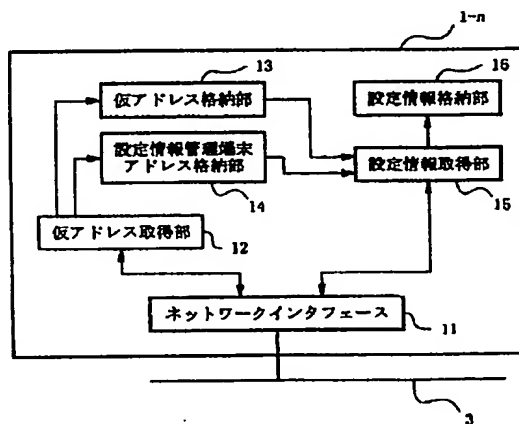 1-n
13
16
仮アドレス格納部
設定情報格納部
設定情報管理端末
アドレス格納部
設定情報取得部
14
15
仮アドレス取得部
12
ネットワークインタフェース
11
3